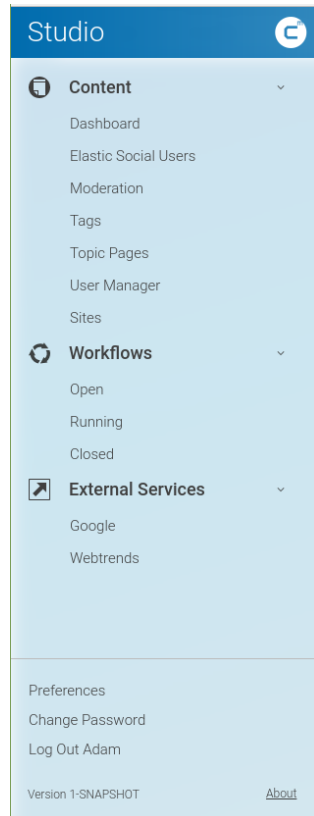 Studio
Content
Dashboard
Elastic Social Users
Moderation
Tags
Topic Pages
User Manager
Sites
Workflows
Open
Running
Closed
External Services
Google
Webtrends
Preferences
Change Password
Log Out Adam
Version 1-SNAPSHOT About